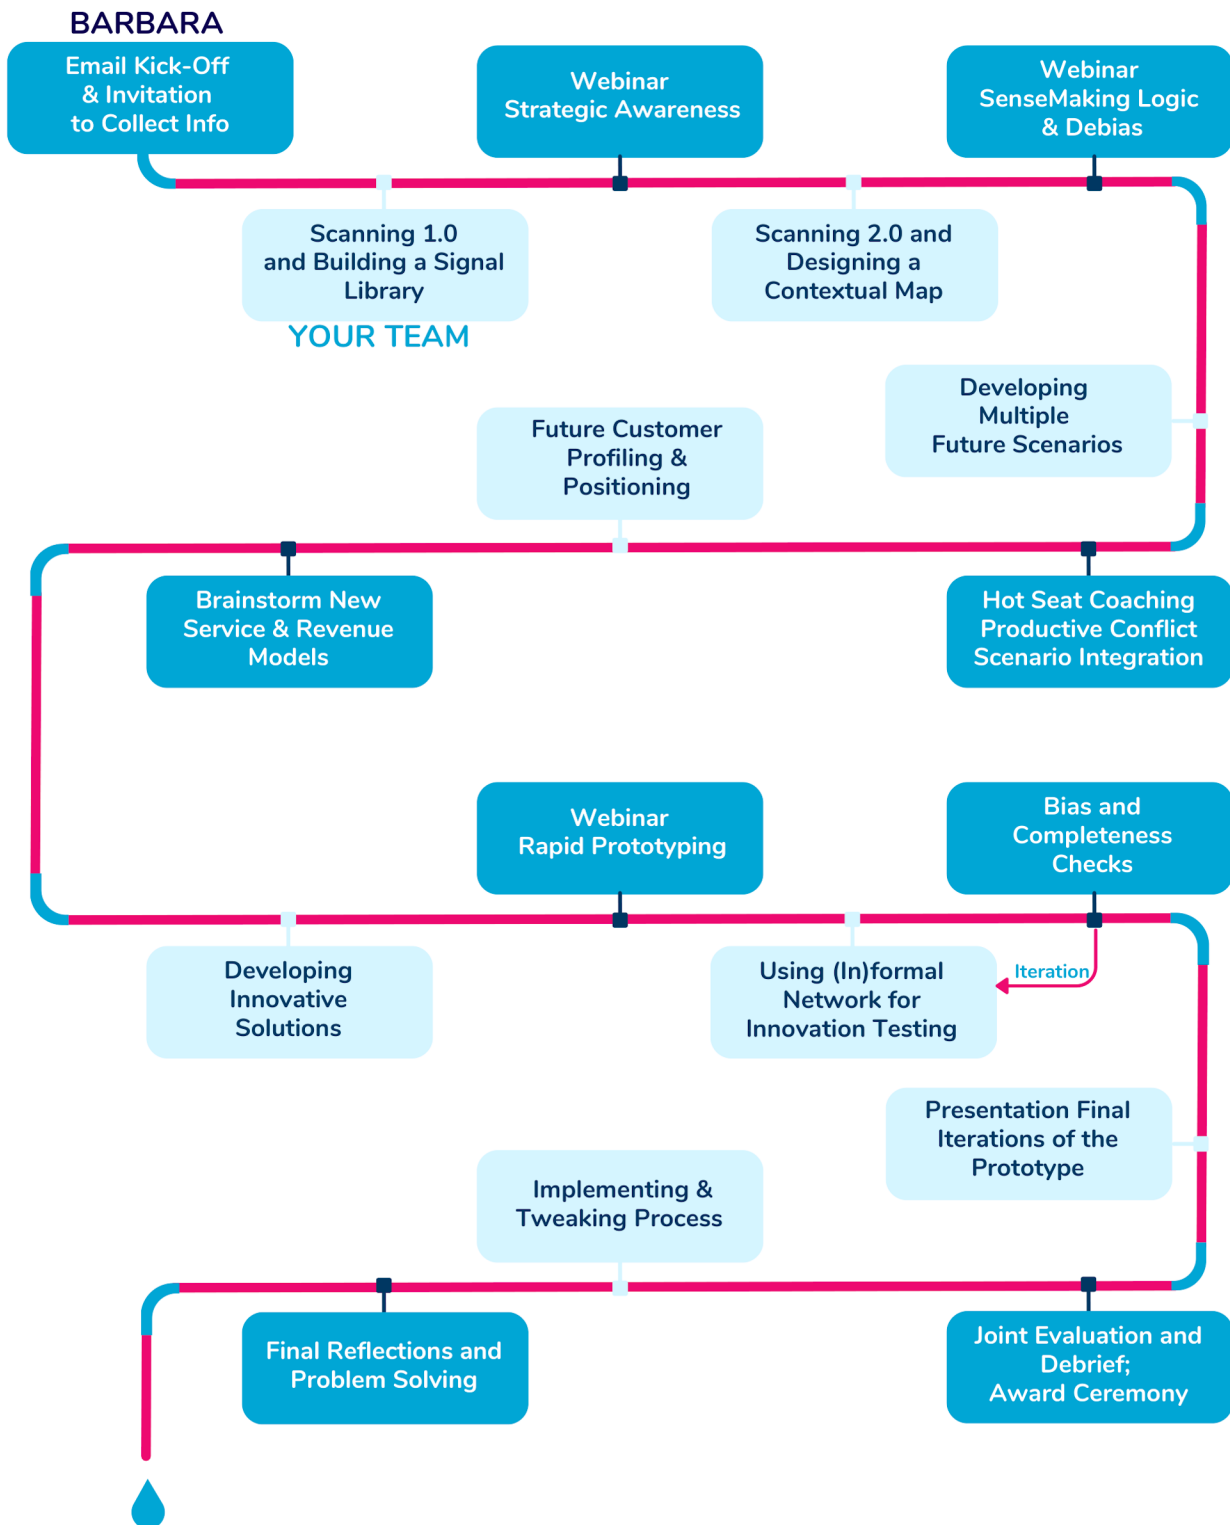 BARBARA
Email Kick-Off
& Invitation
to Collect Info
Webinar
Strategic Awareness
Webinar
SenseMaking Logic
& Debias
Scanning 1.0
and Building a Signal
Library
YOUR TEAM
Scanning 2.0 and
Designing a
Contextual Map
Developing
Multiple
Future Scenarios
Future Customer
Profiling &
Positioning
Hot Seat Coaching
Productive Conflict
Scenario Integration
Brainstorm New
Service & Revenue
Models
Developing
Innovative
Solutions
Webinar
Rapid Prototyping
Using (In)formal
Network for
Innovation Testing
Bias and
Completeness
Checks
Iteration
Presentation Final
Iterations of the
Prototype
Joint Evaluation and
Debrief;
Award Ceremony
Implementing &
Tweaking Process
Final Reflections and
Problem Solving